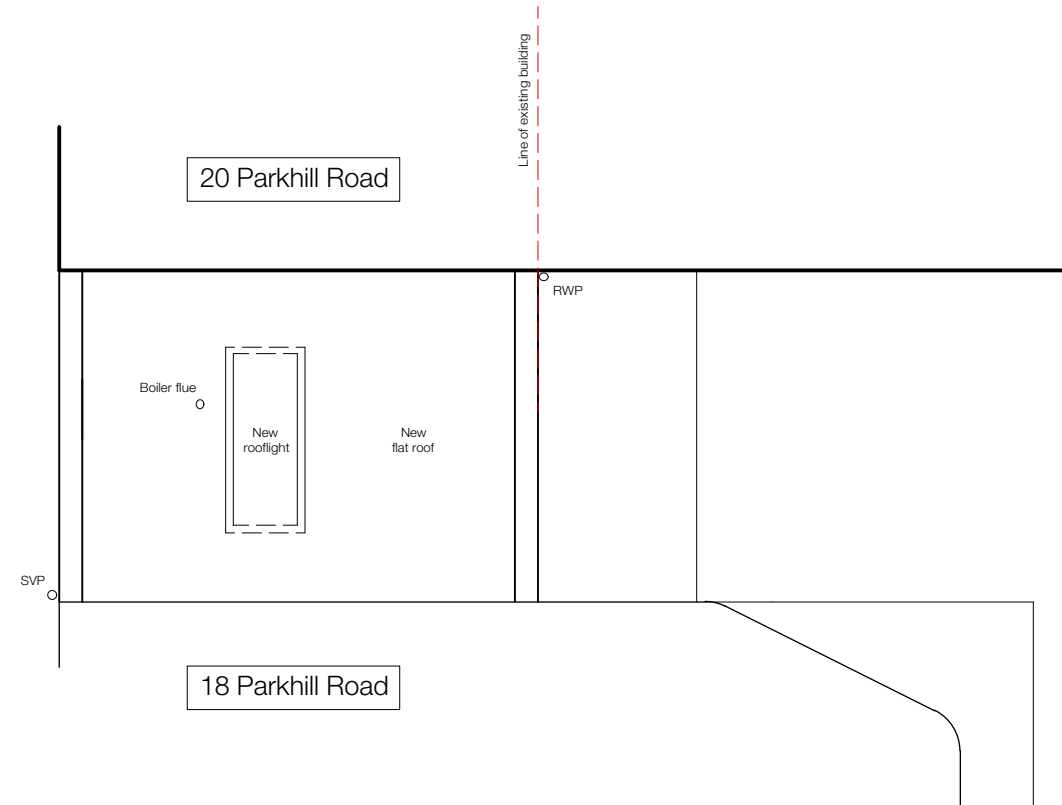 Line of existing building
20 Parkhill Road
RWP
Boiler flue
New
rooflight
New
flat roof
SVP
18 Parkhill Road